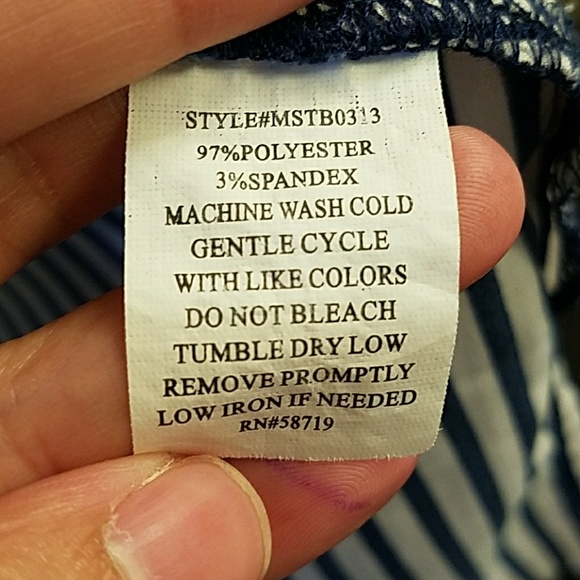 STYLE#MSTB0313
97%POLYESTER
3%SPANDEX
MACHINE WASH COLD
GENTLE CYCLE
WITH LIKE COLORS
DO NOT BLEACH
TUMBLE DRY LOW
REMOVE PROMPTLY
LOW IRON IF NEEDED
RN#58719